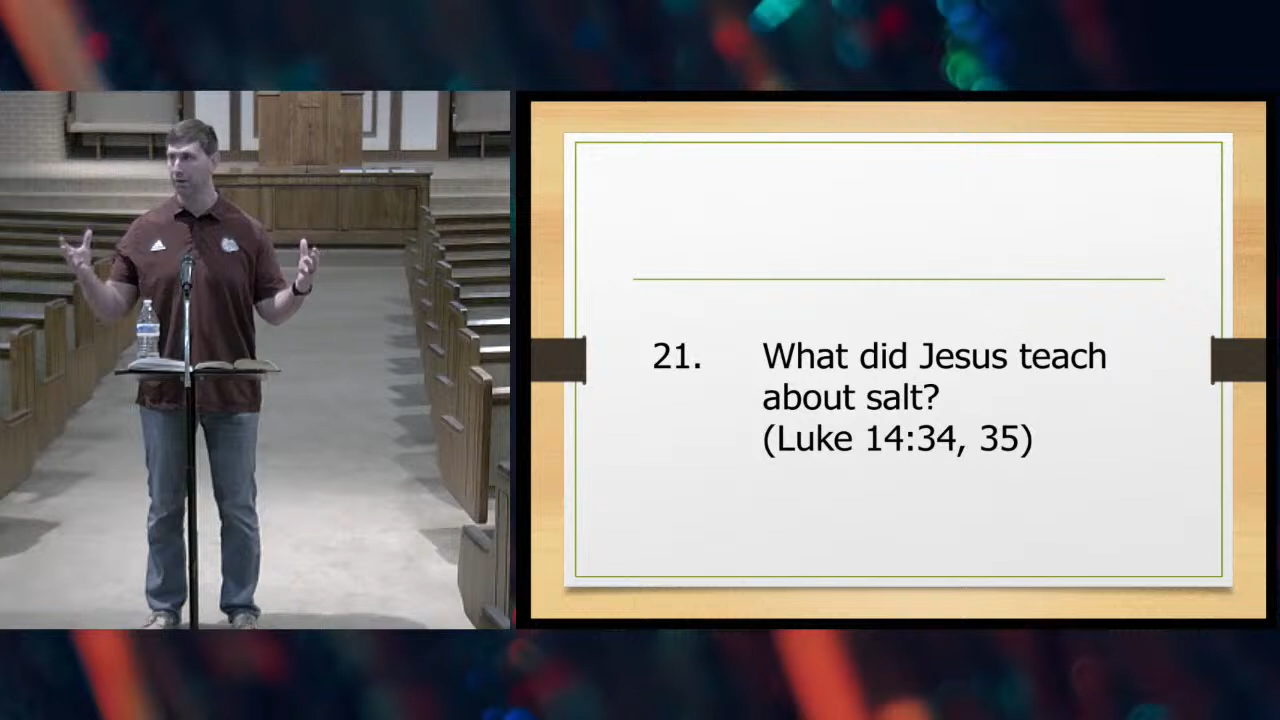 21. What did Jesus teach
about salt?
(Luke 14:34, 35)